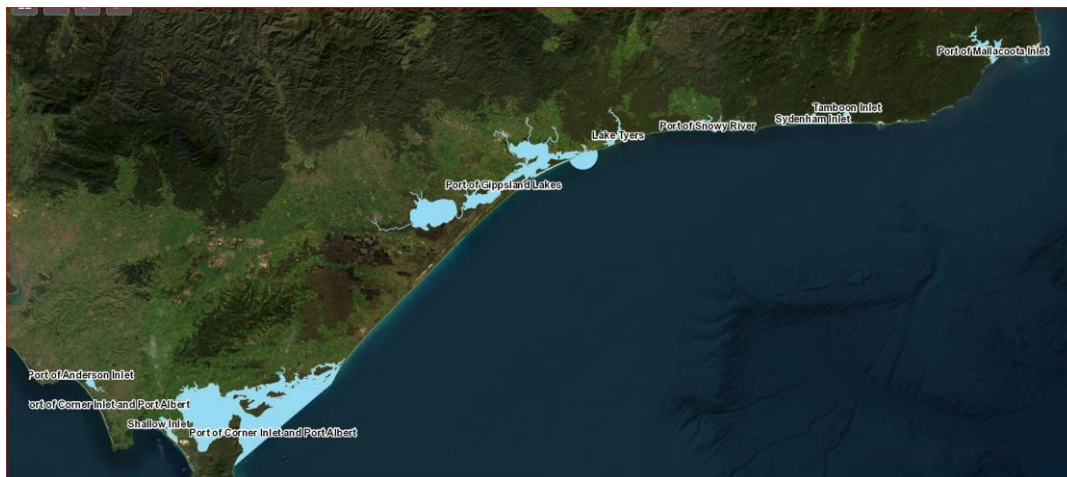 Port of Mallacoota Inlet
Tamboon Inlet
Sydenham Inlet
Port of Snowy River
Lake Tyers
Port of Gippsland Lakes
Port of Anderson Inlet
ort of Corner Inlet and Port Albert
Shallow Inlet
Port of Corner Inlet and Port Albert